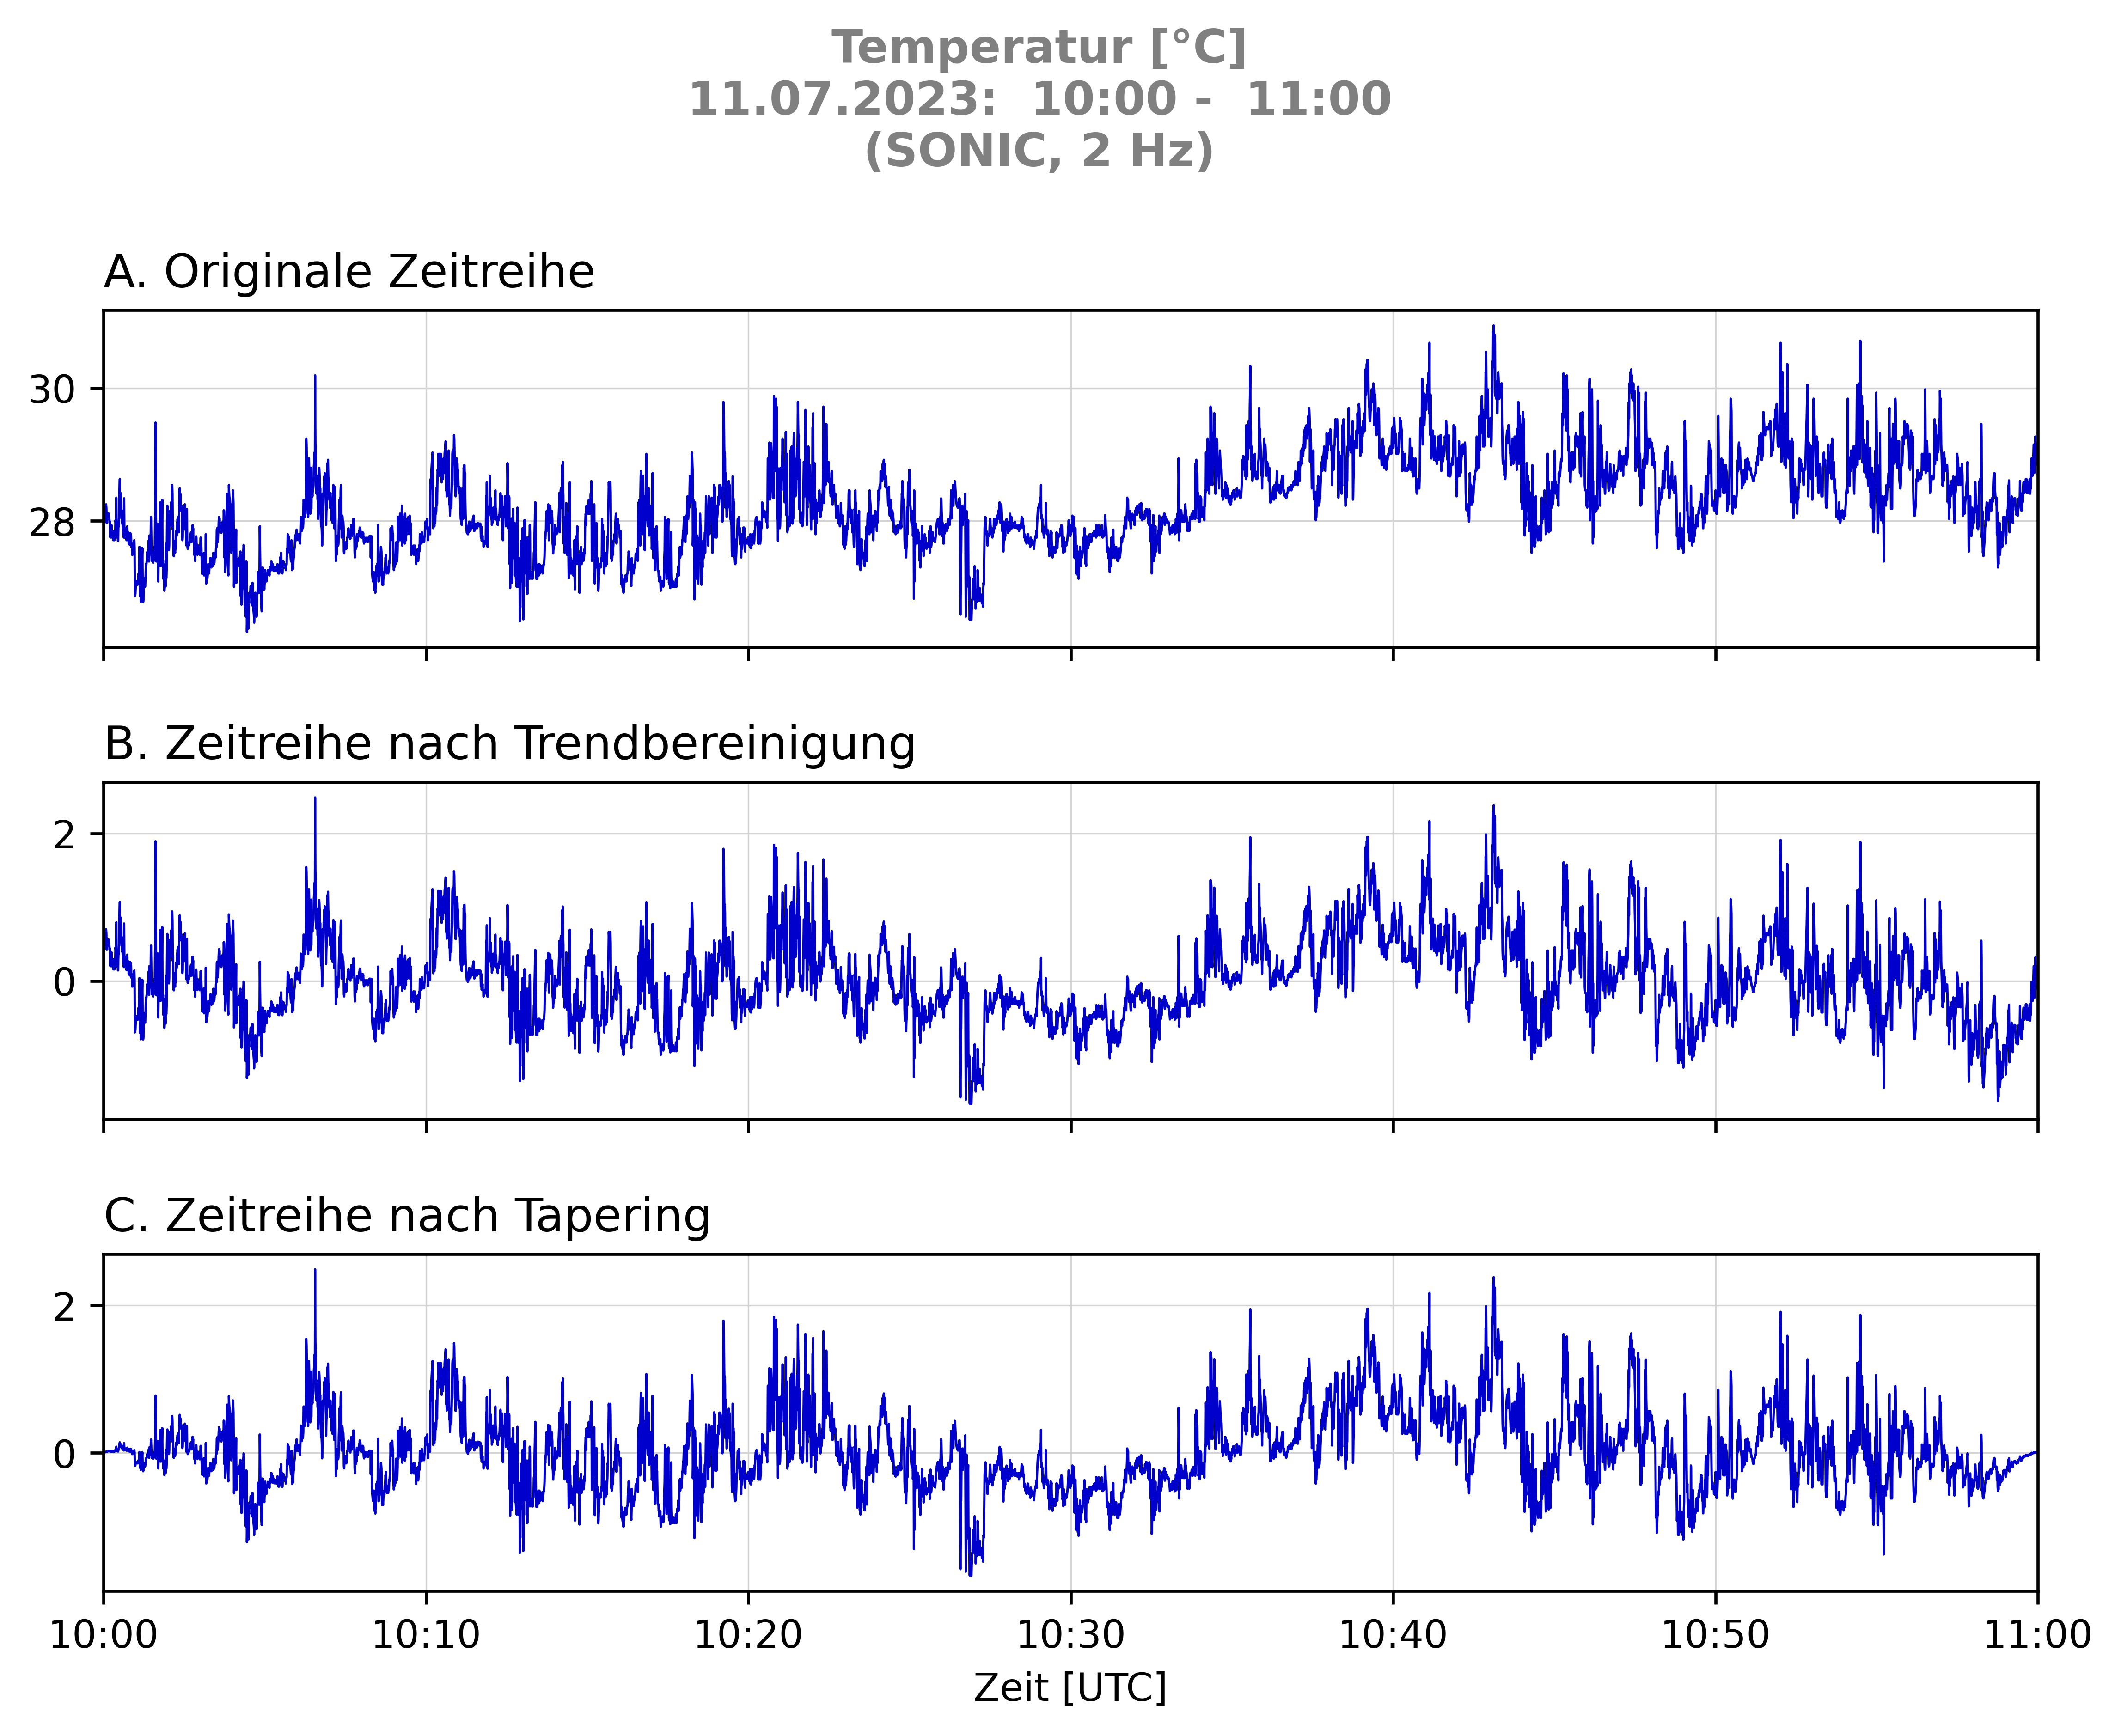 Temperatur [°C]
11.07.2023:  10:00 -  11:00
(SONIC, 2 Hz)
A. Originale Zeitreihe
30
28
B. Zeitreihe nach Trendbereinigung
2
0
C. Zeitreihe nach Tapering
2
0
10:00 10:10 10:20 10:30 10:40 10:50 11:00
Zeit [UTC]